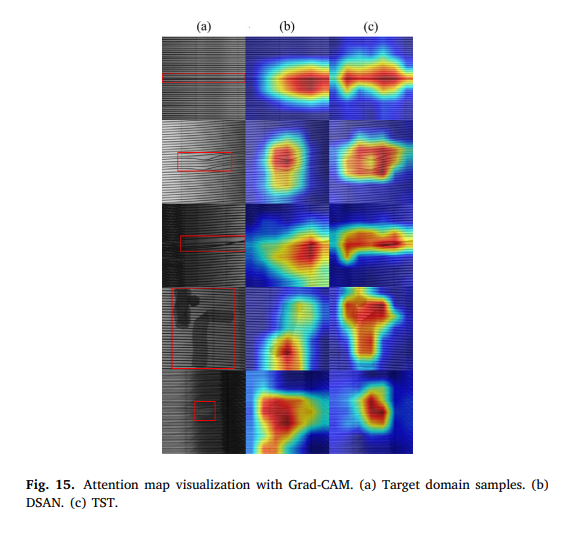 (a) (b) (c)
Fig. 15. Attention map visualization with Grad-CAM. (a) Target domain samples. (b)
DSAN. (c) TST.